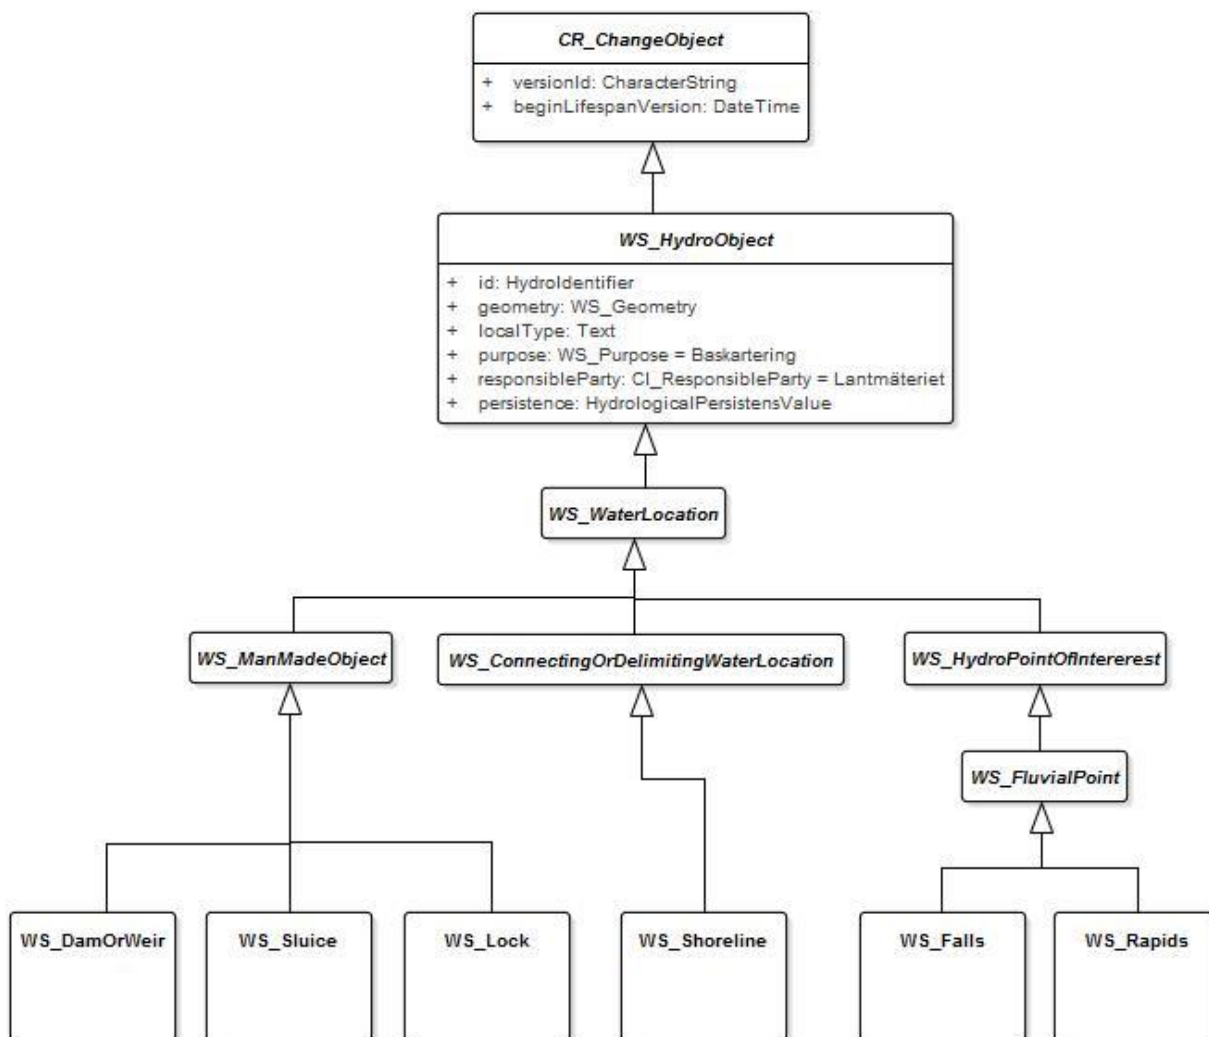 CR_ChangeObject
+ versionId: CharacterString
+ beginLifespanVersion: DateTime
WS_HydroObject
+ id: HydroIdentifier
+ geometry: WS_Geometry
+ localType: Text
+ purpose: WS_Purpose = Baskartering
+ responsibleParty: CI_ResponsibleParty = Lantmäteriet
+ persistence: HydrologicalPersistensValue
WS_WaterLocation
WS_ManMadeObject
WS_ConnectingOrDelimitingWaterLocation
WS_HydroPointOfIntererest
WS_FluvialPoint
WS_DamOrWeir
WS_Sluice
WS_Lock
WS_Shoreline
WS_Falls
WS_Rapids